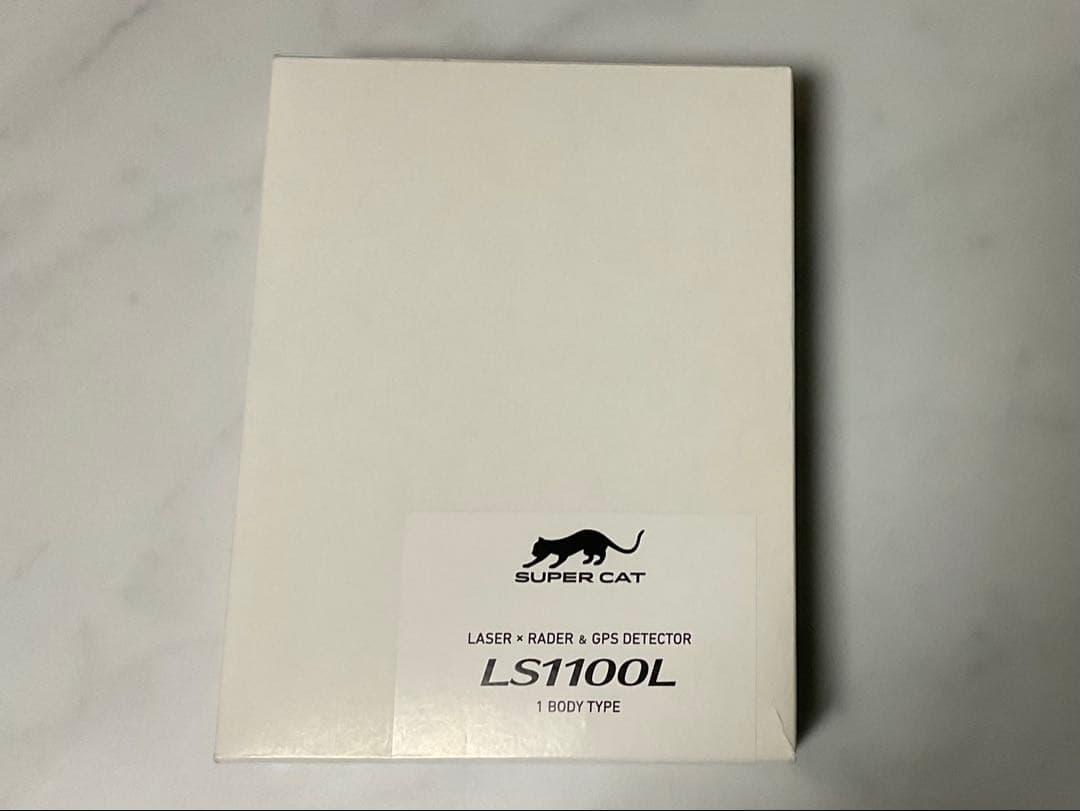 SUPER CAT
LASER × RADER & GPS DETECTOR
LS1100L
1 BODY TYPE